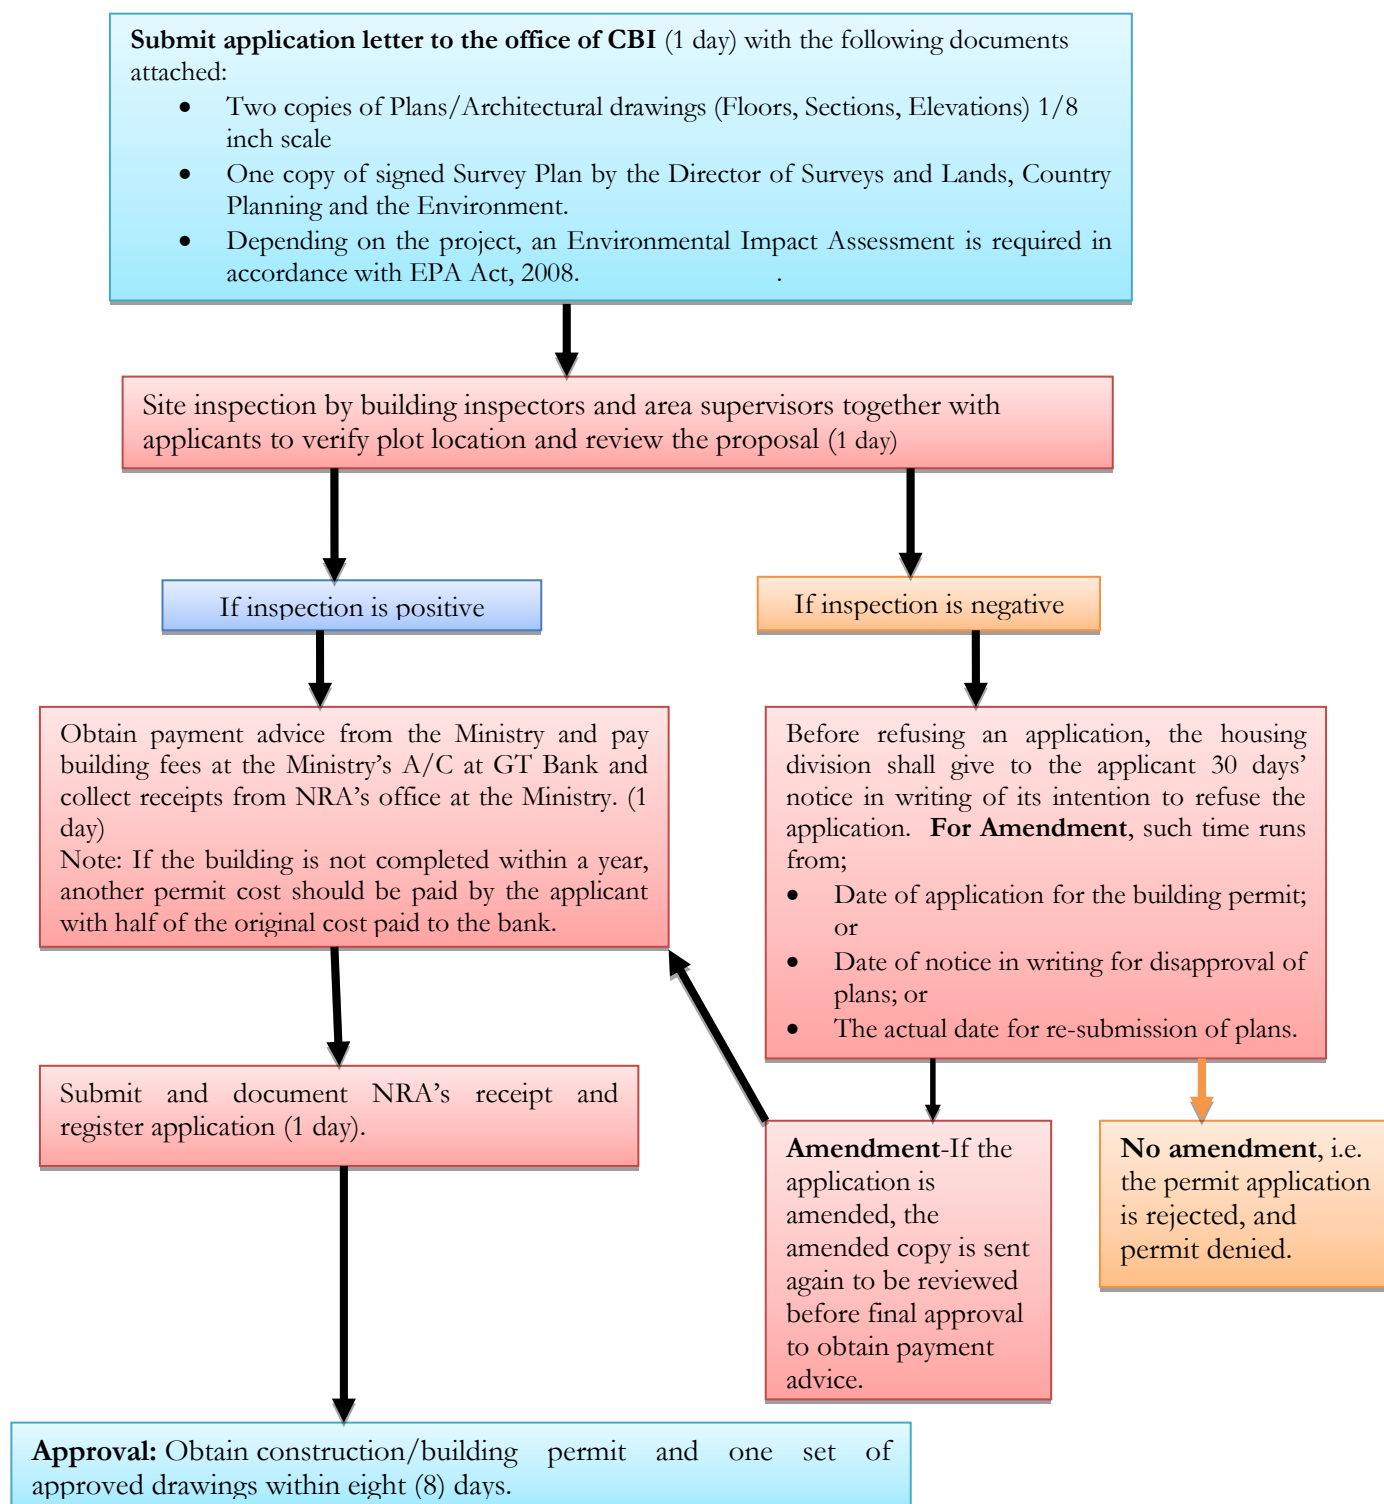 Submit application letter to the office of CBI (1 day) with the following documents
attached:
• Two copies of Plans/Architectural drawings (Floors, Sections, Elevations) 1/8
inch scale
• One copy of signed Survey Plan by the Director of Surveys and Lands, Country
Planning and the Environment.
• Depending on the project, an Environmental Impact Assessment is required in
accordance with EPA Act, 2008. .
Site inspection by building inspectors and area supervisors together with
applicants to verify plot location and review the proposal (1 day)
If inspection is positive
If inspection is negative
Obtain payment advice from the Ministry and pay
building fees at the Ministry's A/C at GT Bank and
collect receipts from NRA's office at the Ministry. (1
day)
Note: If the building is not completed within a year,
another permit cost should be paid by the applicant
with half of the original cost paid to the bank.
Before refusing an application, the housing
division shall give to the applicant 30 days'
notice in writing of its intention to refuse the
application. For Amendment, such time runs
from;
• Date of application for the building permit;
or
• Date of notice in writing for disapproval of
plans; or
• The actual date for re-submission of plans.
Submit and document NRA's receipt and
register application (1 day).
Amendment-If the
application is
amended, the
amended copy is sent
again to be reviewed
before final approval
to obtain payment
advice.
No amendment, i.e.
the permit application
is rejected, and
permit denied.
Approval: Obtain construction/building permit and one set of
approved drawings within eight (8) days.